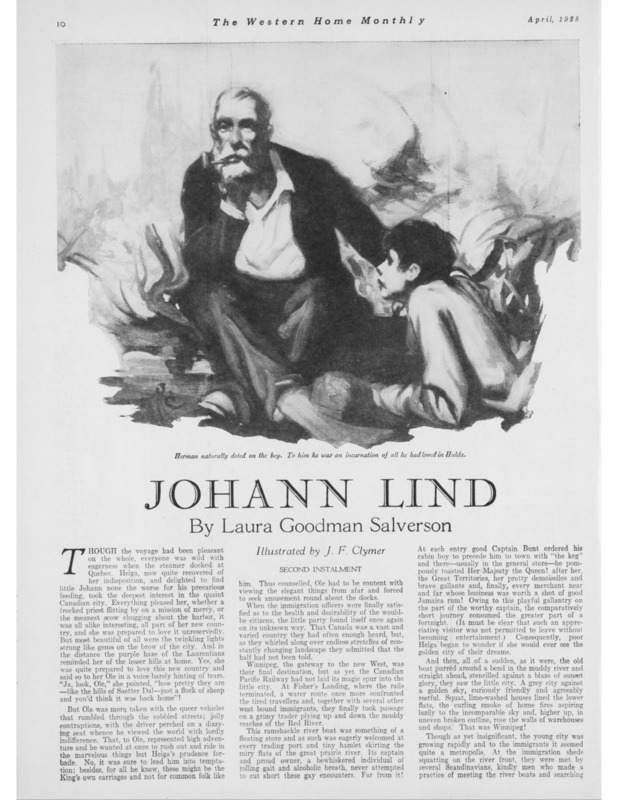 10
The Western Home Monthly
April, 1928
Herman naturally doted on the boy. To him he was an incarnation of all he had loved in Hulda.
JOHANN LIND
By Laura Goodman Salverson
THOUGH the voyage had been pleasant
on the whole, everyone was wild with
eagerness when the steamer docked at
Quebec. Helga, now quite recovered of
her indisposition, and delighted to find
little Johann none the worse for his precarious
feeding, took the deepest interest in the quaint
Canadian city. Everything pleased her, whether a
frocked priest flitting by on a mission of mercy, or
the meanest scow chugging about the harbor, it
was all alike interesting, all part of her new coun-
try, and she was prepared to love it unreservedly.
But most beautiful of all were the twinkling lights
strung like gems on the brow of the city. And in
the distance the purple haze of the Laurentians
reminded her of the lesser hills at home. Yes, she
was quite prepared to love this new country and
said so to her Ole in a voice barely hinting of tears.
"Ja, look, Ole," she pointed, "how pretty they are
—like the hills of Saetter Dal—just a flock of sheep
and you'd think it was back home"!
But Ole was more taken with the queer vehicles
that rumbled through the cobbled streets; jolly
contraptions, with the driver perched on a dizzy-
ing seat whence he viewed the world with lordly
indifference. That, to Ole, represented high adven-
ture and he wanted at once to rush out and ride in
the marvelous things but Helga's prudence for-
bade. No, it was sure to lead him into tempta-
tion; besides, for all he knew, these might be the
King's own carriages and not for common folk like
Illustrated by J. F. Clymer
SECOND INSTALMENT
him. Thus counselled, Ole had to be content with
viewing the elegant things from afar and forced
to seek amusement round about the docks.
When the immigration officers were finally satis-
fied as to the health and desirability of the would-
be citizens, the little party found itself once again
on its unknown way. That Canada was a vast and
varied country they had often enough heard, but,
as they whirled along over endless stretches of con-
stantly changing landscape they admitted that the
half had not been told.
Winnipeg, the gateway to the new West, was
their final destination, but as yet the Canadian
Pacific Railway had not laid its magic spur into the
little city. At Fisher's Landing, where the rails
terminated, a water route once more confronted
the tired travellers and, together with several other
west bound immigrants, they finally took passage
on a grimy trader plying up and down the muddy
reaches of the Red River.
This ramshackle river boat was something of a
floating store and as such was eagerly welcomed at
every trading port and tiny hamlet skirting the
miry flats of the great prairie river. Its captain
and proud owner, a bewhiskered individual of
rolling gait and alcoholic breath, never attempted
to cut short these gay encounters. Far from it!
At each entry good Captain Bunt ordered his
cabin boy to precede him to town with "the keg"
and there—usually in the general store—he pom-
pously toasted Her Majesty the Queen! after her,
the Great Territories, her pretty demoiselles and
brave gallants and, finally, every merchant near
and far whose business was worth a shot of good
Jamaica rum! Owing to this playful gallantry on
the part of the worthy captain, the comparatively
short journey consumed the greater part of a
fortnight. (It must be clear that such an appre-
ciative visitor was not permitted to leave without
becoming entertainment.) Consequently, poor
Helga began to wonder if she would ever see the
golden city of their dreams.
And then, all of a sudden, as it were, the old
boat purred around a bend in the muddy river and
straight ahead, stencilled against a blaze of sunset
glory, they saw the little city. A grey city against
a golden sky, curiously friendly and agreeably
restful. Squat, lime-washed houses lined the lower
flats, the curling smoke of home fires aspiring
hazily to the incomparable sky and, higher up, in
uneven broken outline, rose the walls of warehouses
and shops. That was Winnipeg!
Though as yet insignificant, the young city was
growing rapidly and to the immigrants it seemed
quite a metropolis. At the immigration sheds
squatting on the river front, they were met by
several Scandinavians, kindly men who made a
practice of meeting the river boats and searching